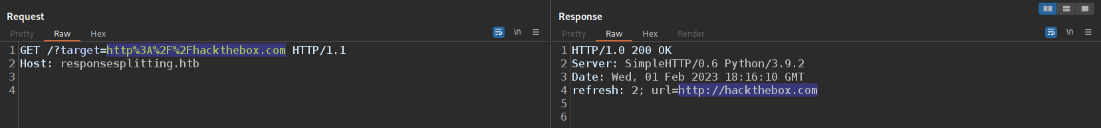 Request
Pretty Raw Hex
\n
1 GET /?target=http%3A%2F%2Fhackthebox.com HTTP/1.1
2 Host: responsesplitting.htb
3
4
Response
Pretty Raw Hex Render
\n
1 HTTP/1.0 200 OK
2 Server: SimpleHTTP/0.6 Python/3.9.2
3 Date: Wed, 01 Feb 2023 18:16:10 GMT
4 refresh: 2; url=http://hackthebox.com
5
6